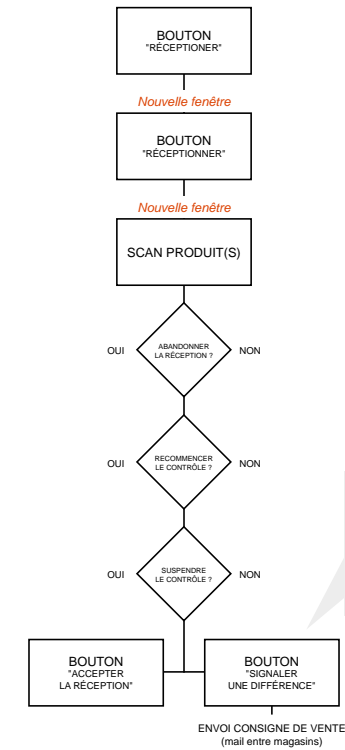 BOUTON
"RÉCEPTIONER"
Nouvelle fenêtre
BOUTON
"RÉCEPTIONNER"
Nouvelle fenêtre
SCAN PRODUIT(S)
ABANDONNER
LA RÉCEPTION ?
OUI
NON
RECOMMENCER
LE CONTRÔLE ?
OUI
NON
SUSPENDRE
LE CONTRÔLE ?
OUI
NON
BOUTON
"ACCEPTER
LA RÉCEPTION"
BOUTON
"SIGNALER
UNE DIFFÉRENCE"
ENVOI CONSIGNE DE VENTE
(mail entre magasins)